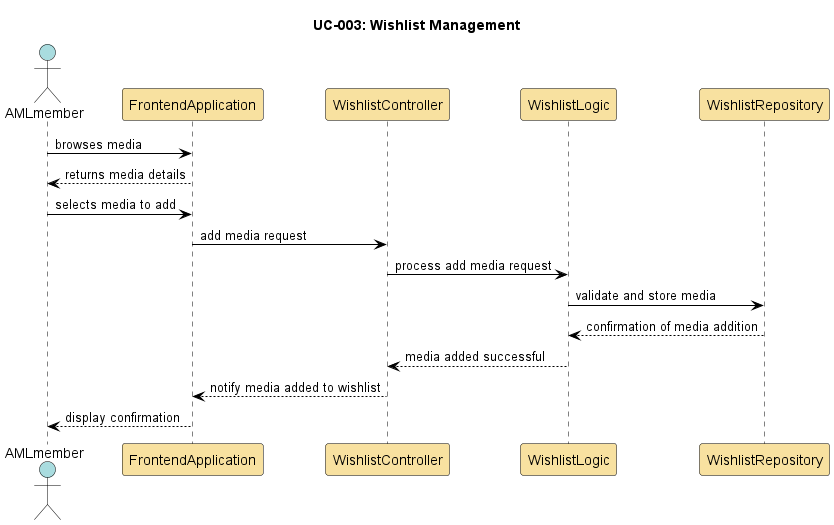 UC-003: Wishlist Management
AMLmember
FrontendApplication
WishlistController
WishlistLogic
WishlistRepository
browses media
returns media details
selects media to add
add media request
process add media request
validate and store media
confirmation of media addition
media added successful
notify media added to wishlist
display confirmation
AMLmember
FrontendApplication
WishlistController
WishlistLogic
WishlistRepository